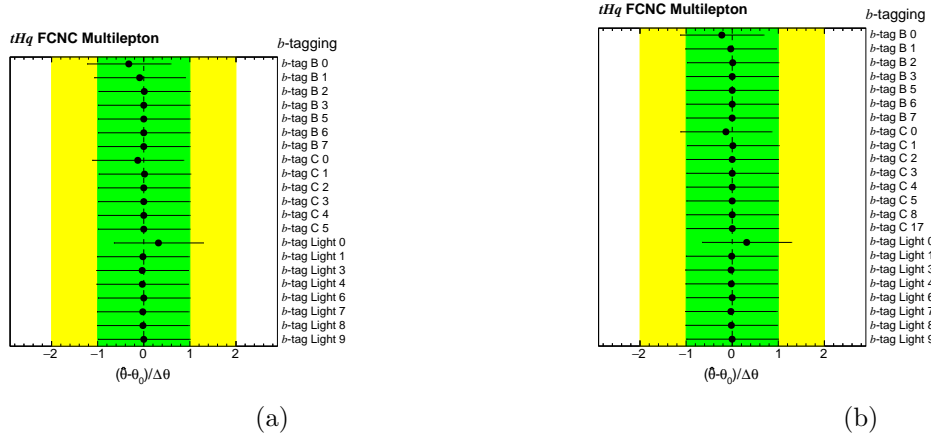 tHq FCNC Multilepton
b-tagging
b-tag B 0
b-tag B 1
b-tag B 2
b-tag B 3
b-tag B 5
b-tag B 6
b-tag B 7
b-tag C 0
b-tag C 1
b-tag C 2
b-tag C 3
b-tag C 4
b-tag C 5
b-tag Light 0
b-tag Light 1
b-tag Light 3
b-tag Light 4
b-tag Light 6
b-tag Light 7
b-tag Light 8
b-tag Light 9
−2 −1 0 1 2
(θ̂-θ₀)/Δθ
(a)
tHq FCNC Multilepton
b-tagging
b-tag B 0
b-tag B 1
b-tag B 2
b-tag B 3
b-tag B 5
b-tag B 6
b-tag B 7
b-tag C 0
b-tag C 1
b-tag C 2
b-tag C 3
b-tag C 4
b-tag C 5
b-tag C 8
b-tag C 17
b-tag Light 0
b-tag Light 1
b-tag Light 3
b-tag Light 4
b-tag Light 6
b-tag Light 7
b-tag Light 8
b-tag Light 9
−2 −1 0 1 2
(θ̂-θ₀)/Δθ
(b)